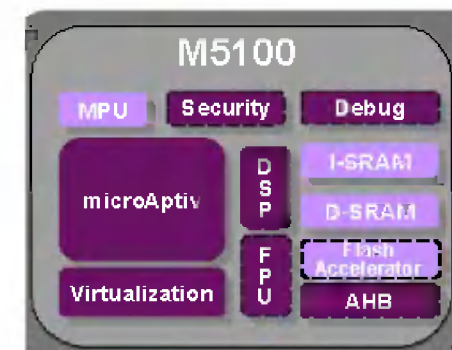 M5100
MPU
Security
Debug
microAptiv
D
S
P
I-SRAM
D-SRAM
F
P
U
Flash
Accelerator
Virtualization
AHB